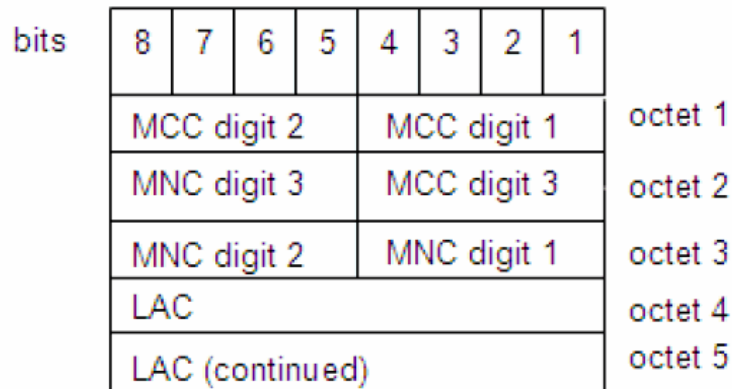 bits 8 7 6 5 4 3 2 1
MCC digit 2 MCC digit 1 octet 1
MNC digit 3 MCC digit 3 octet 2
MNC digit 2 MNC digit 1 octet 3
LAC octet 4
LAC (continued) octet 5